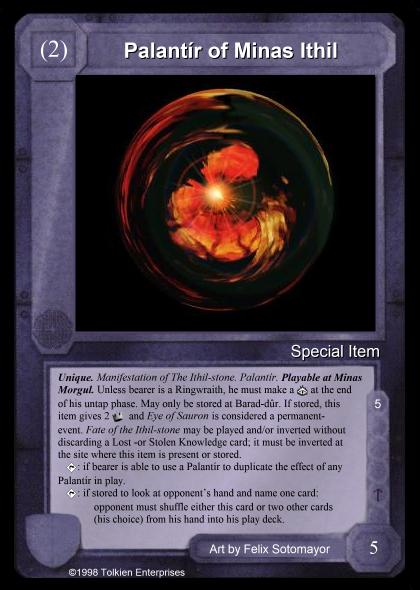 (2)
Palantír of Minas Ithil
Special Item
Unique. Manifestation of The Ithil-stone. Palantír. Playable at Minas
Morgul. Unless bearer is a Ringwraith, he must make a at the end
of his untap phase. May only be stored at Barad-dûr. If stored, this
item gives 2 and Eye of Sauron is considered a permanent-
event. Fate of the Ithil-stone may be played and/or inverted without
discarding a Lost -or Stolen Knowledge card; it must be inverted at
the site where this item is present or stored.
: if bearer is able to use a Palantír to duplicate the effect of any
Palantír in play.
: if stored to look at opponent's hand and name one card:
opponent must shuffle either this card or two other cards
(his choice) from his hand into his play deck.
5
Art by Felix Sotomayor
5
©1998 Tolkien Enterprises